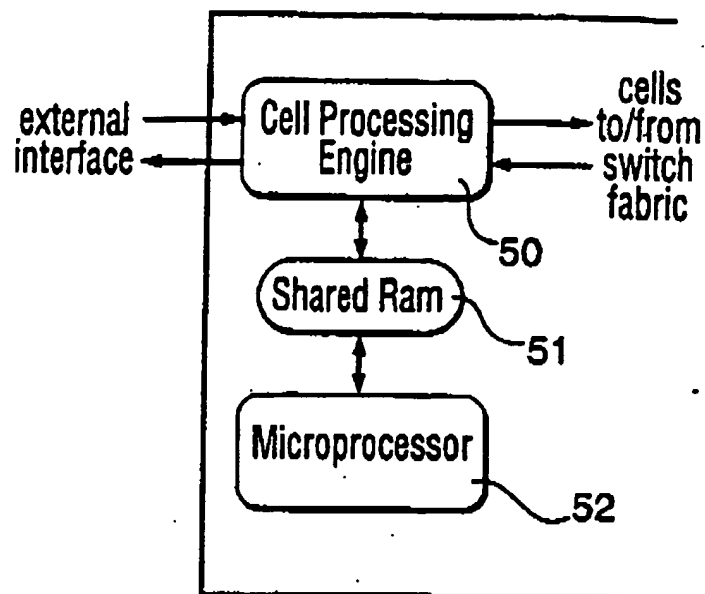 external
interface
Cell Processing
Engine
cells
to/from
switch
fabric
50
Shared Ram
51
Microprocessor
52